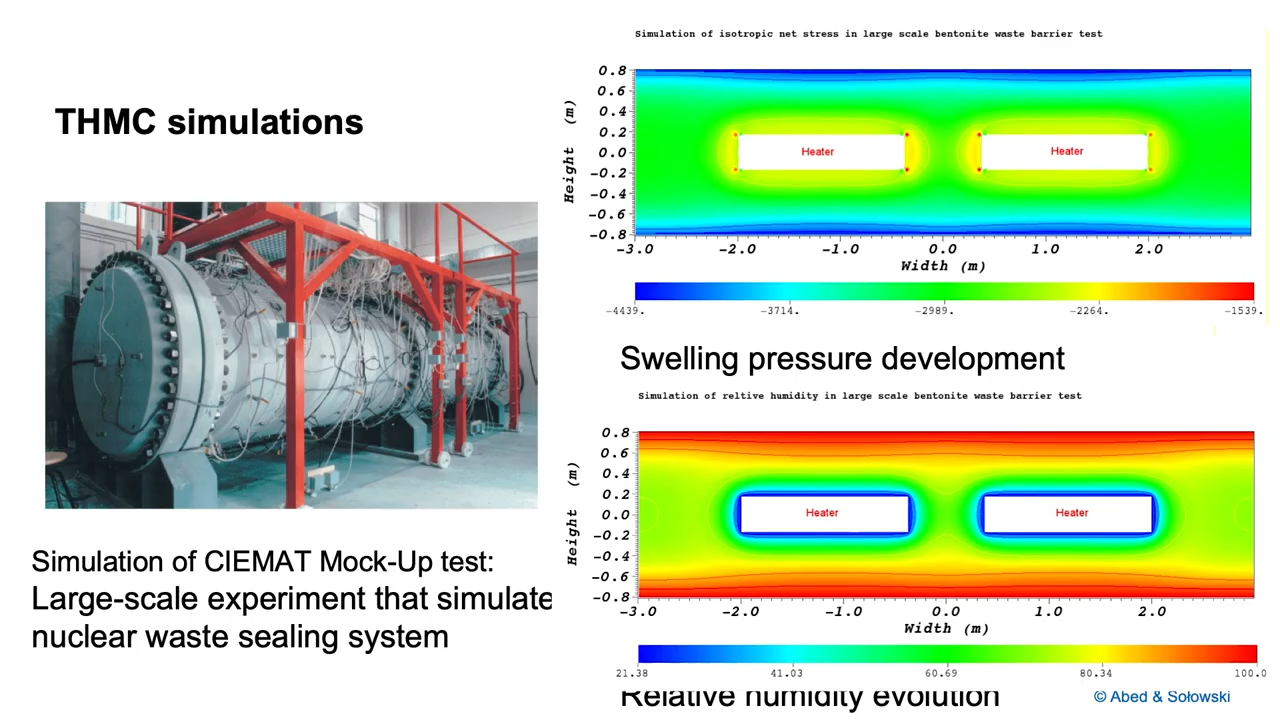 THMC simulations
Simulation of CIEMAT Mock-Up test:
Large-scale experiment that simulate
nuclear waste sealing system
Simulation of isotropic net stress in large scale bentonite waste barrier test
Height (m)
0.8
0.6
0.4
0.2
0.0
-0.2
-0.4
-0.6
-0.8
Heater
Heater
-3.0 -2.0 -1.0 0.0 1.0 2.0
Width (m)
-4439. -3714. -2989. -2264. -1539.
Swelling pressure development
Simulation of reltive humidity in large scale bentonite waste barrier test
Height (m)
0.8
0.6
0.4
0.2
0.0
-0.2
-0.4
-0.6
-0.8
Heater
Heater
-3.0 -2.0 -1.0 0.0 1.0 2.0
Width (m)
21.38 41.03 60.69 80.34 100.0
Relative humidity evolution
© Abed & Sołowski